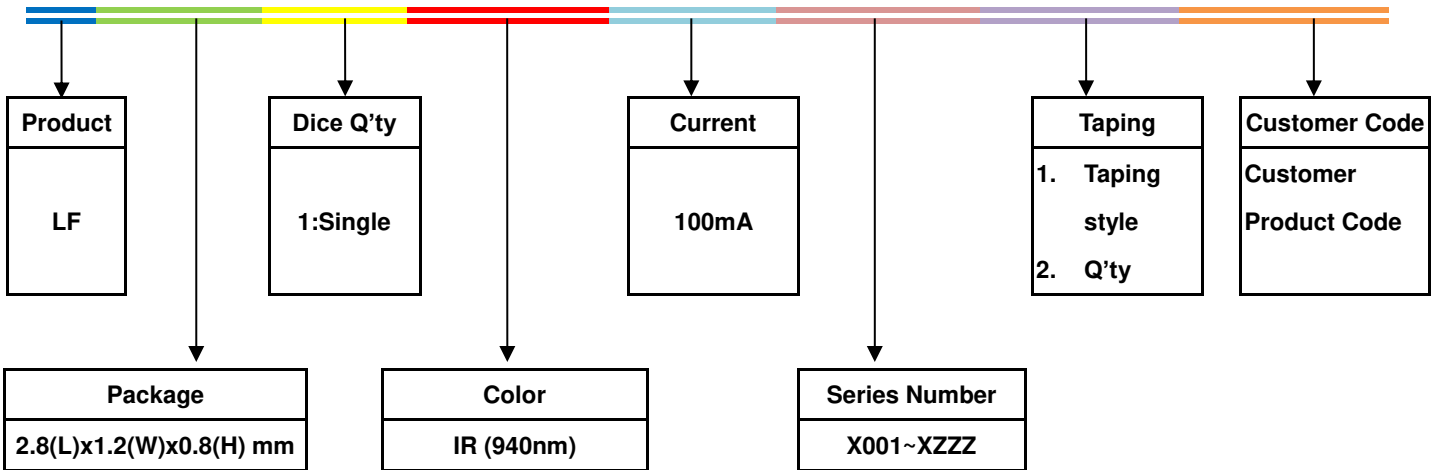 Product
LF
Dice Q'ty
1:Single
Current
100mA
Taping
1. Taping
style
2. Q'ty
Customer Code
Customer
Product Code
Package
2.8(L)x1.2(W)x0.8(H) mm
Color
IR (940nm)
Series Number
X001~XZZZ